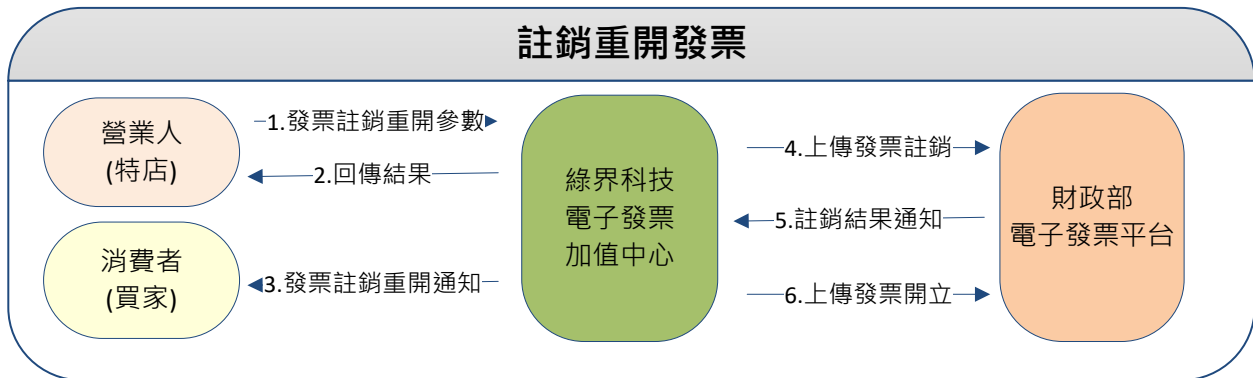 註銷重開發票
營業人
(特店)
1.發票註銷重開參數
2.回傳結果
消費者
(買家)
3.發票註銷重開通知
綠界科技
電子發票
加值中心
4.上傳發票註銷
5.註銷結果通知
6.上傳發票開立
財政部
電子發票平台